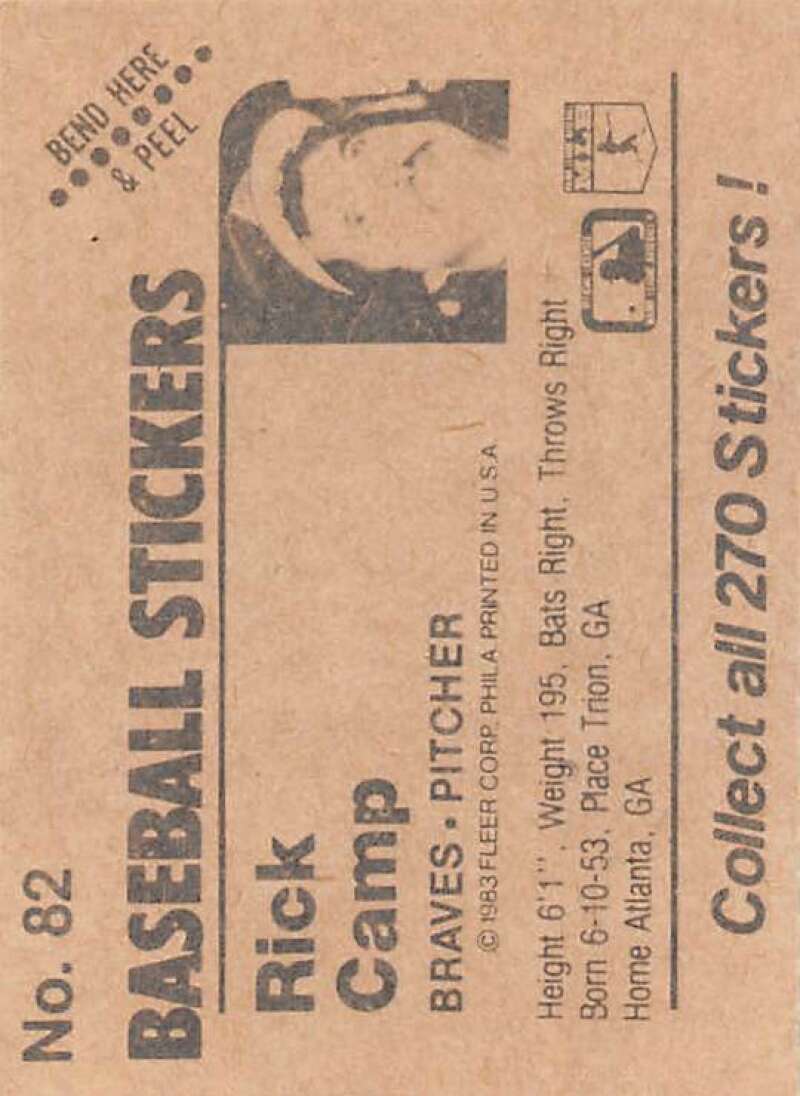 No. 82
BEND HERE
& PEEL
BASEBALL STICKERS
Rick
Camp
BRAVES • PITCHER
© 1983 FLEER CORP. PHILA. PRINTED IN U.S.A.
Height 6'1". Weight 195. Bats Right. Throws Right
Born 6-10-53. Place Trion, GA
Home Atlanta, GA
Collect all 270 Stickers!